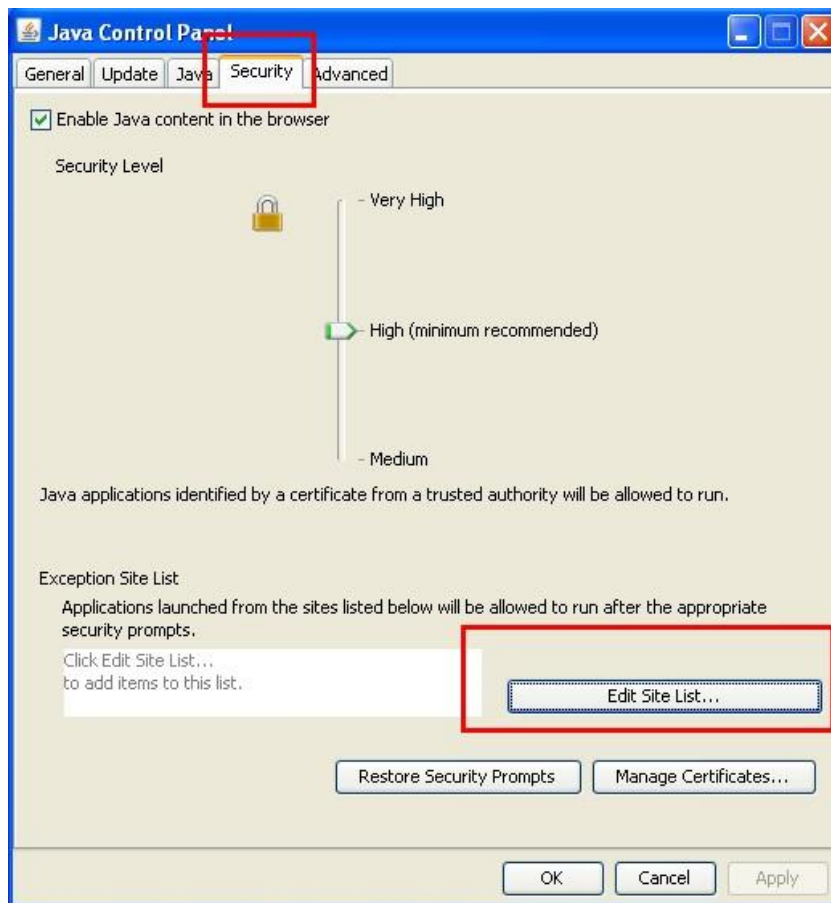 Java Control Panel
General Update Java Security Advanced
Enable Java content in the browser
Security Level
- Very High
- High (minimum recommended)
- Medium
Java applications identified by a certificate from a trusted authority will be allowed to run.
Exception Site List
Applications launched from the sites listed below will be allowed to run after the appropriate
security prompts.
Click Edit Site List...
to add items to this list.
Edit Site List...
Restore Security Prompts Manage Certificates...
OK Cancel Apply